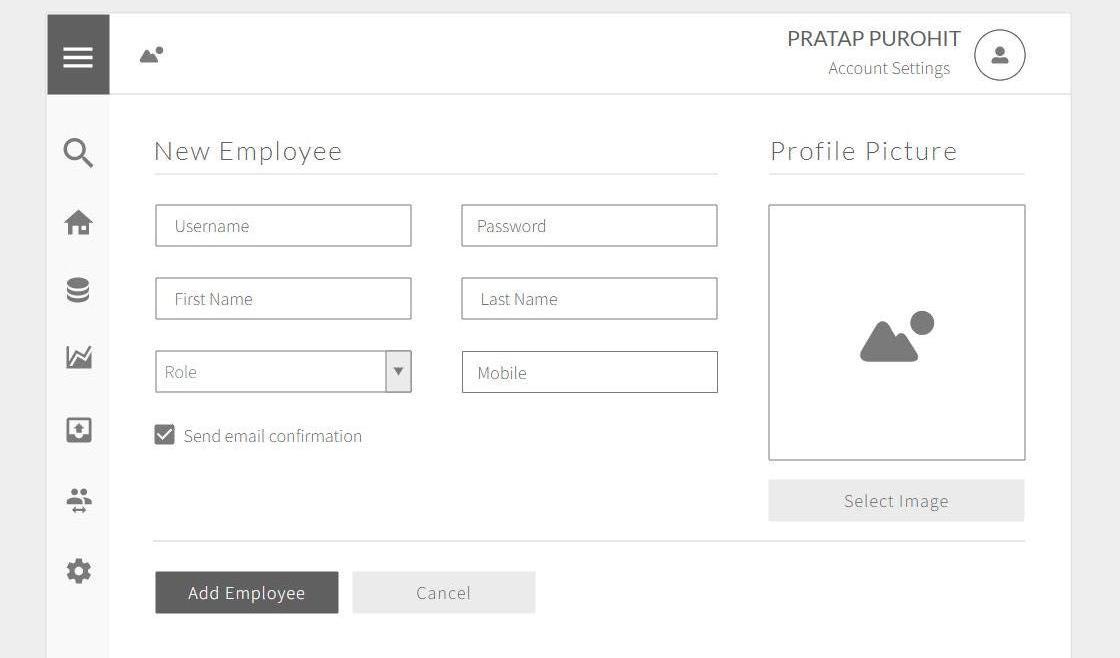 PRATAP PUROHIT
Account Settings
New Employee
Profile Picture
Username
Password
First Name
Last Name
Role
Mobile
Send email confirmation
Select Image
Add Employee
Cancel